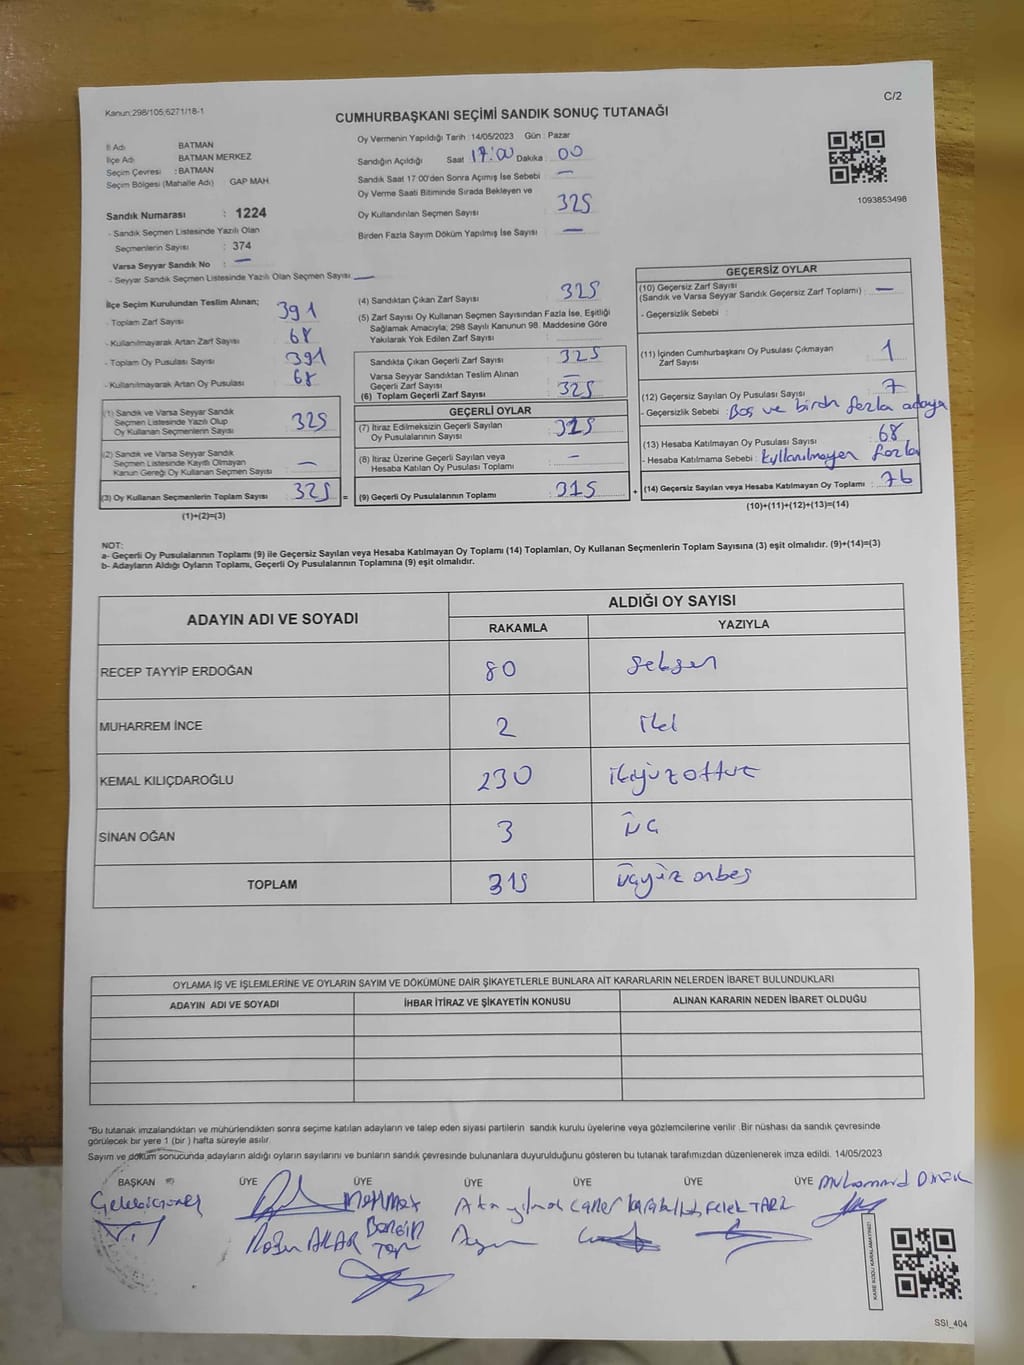 Kanun:298/105;6271/18-1
C/2
CUMHURBAŞKANI SEÇİMİ SANDIK SONUÇ TUTANAĞI
İl Adı BATMAN
İlçe Adı BATMAN MERKEZ
Seçim Çevresi : BATMAN
Seçim Bölgesi (Mahalle Adı) GAP MAH.
Sandık Numarası : 1224
- Sandık Seçmen Listesinde Yazılı Olan
Seçmenlerin Sayısı : 374
Varsa Seyyar Sandık No : —
- Seyyar Sandık Seçmen Listesinde Yazılı Olan Seçmen Sayısı —
Oy Vermenin Yapıldığı Tarih : 14/05/2023 Gün : Pazar
Sandığın Açıldığı Saat 17:00 Dakika : 00
Sandık Saat 17:00'den Sonra Açımış İse Sebebi : —
Oy Verme Saati Bitiminde Sırada Bekleyen ve
Oy Kullandırılan Seçmen Sayısı 325
Birden Fazla Sayım Döküm Yapılmış İse Sayısı —
1093853498
İlçe Seçim Kurulundan Teslim Alınan;
- Toplam Zarf Sayısı : 391
- Kullanılmayarak Artan Zarf Sayısı : 68
- Toplam Oy Pusulası Sayısı : 391
- Kullanılmayarak Artan Oy Pusulası : 68
(1) Sandık ve Varsa Seyyar Sandık
Seçmen Listesinde Yazılı Olup
Oy Kullanan Seçmenlerin Sayısı : 325
(2) Sandık ve Varsa Seyyar Sandık
Seçmen Listesinde Kayıtlı Olmayan
Kanun Gereği Oy Kullanan Seçmen Sayısı : —
(3) Oy Kullanan Seçmenlerin Toplam Sayısı : 325 =
(1)+(2)=(3)
(4) Sandıktan Çıkan Zarf Sayısı : 325
(5) Zarf Sayısı Oy Kullanan Seçmen Sayısından Fazla İse, Eşitliği
Sağlamak Amacıyla; 298 Sayılı Kanunun 98. Maddesine Göre
Yakılarak Yok Edilen Zarf Sayısı :
Sandıkta Çıkan Geçerli Zarf Sayısı : 325
Varsa Seyyar Sandıktan Teslim Alınan
Geçerli Zarf Sayısı : —
(6) Toplam Geçerli Zarf Sayısı : 325
GEÇERLİ OYLAR
(7) İtiraz Edilmeksizin Geçerli Sayılan
Oy Pusulalarının Sayısı : 315
(8) İtiraz Üzerine Geçerli Sayılan veya
Hesaba Katılan Oy Pusulası Toplamı : —
(9) Geçerli Oy Pusulalarının Toplamı : 315 +
GEÇERSİZ OYLAR
(10) Geçersiz Zarf Sayısı
(Sandık ve Varsa Seyyar Sandık Geçersiz Zarf Toplamı) : —
- Geçersizlik Sebebi :
(11) İçinden Cumhurbaşkanı Oy Pusulası Çıkmayan
Zarf Sayısı : 1
(12) Geçersiz Sayılan Oy Pusulası Sayısı : 7
- Geçersizlik Sebebi : Boş ve birden fazla adaya
(13) Hesaba Katılmayan Oy Pusulası Sayısı : 68
- Hesaba Katılmama Sebebi : kullanılmayan fazla
(14) Geçersiz Sayılan veya Hesaba Katılmayan Oy Toplamı : 76
(10)+(11)+(12)+(13)=(14)
NOT:
a- Geçerli Oy Pusulalarının Toplamı (9) ile Geçersiz Sayılan veya Hesaba Katılmayan Oy Toplamı (14) Toplamları, Oy Kullanan Seçmenlerin Toplam Sayısına (3) eşit olmalıdır. (9)+(14)=(3)
b- Adayların Aldığı Oyların Toplamı, Geçerli Oy Pusulalarının Toplamına (9) eşit olmalıdır.
ADAYIN ADI VE SOYADI
ALDIĞI OY SAYISI
RAKAMLA YAZIYLA
RECEP TAYYİP ERDOĞAN 80 seksen
MUHARREM İNCE 2 iki
KEMAL KILIÇDAROĞLU 230 ikiyüzottuz
SİNAN OĞAN 3 üç
TOPLAM 315 üçyüz onbeş
OYLAMA İŞ VE İŞLEMLERİNE VE OYLARIN SAYIM VE DÖKÜMÜNE DAİR ŞİKAYETLERLE BUNLARA AİT KARARLARIN NELERDEN İBARET BULUNDUKLARI
ADAYIN ADI VE SOYADI İHBAR İTİRAZ VE ŞİKAYETİN KONUSU ALINAN KARARIN NEDEN İBARET OLDUĞU
"Bu tutanak imzalandıktan ve mühürlendikten sonra seçime katılan adayların ve talep eden siyasi partilerin sandık kurulu üyelerine veya gözlemcilerine verilir .Bir nüshası da sandık çevresinde
görülecek bir yere 1 (bir ) hafta süreyle asılır.
Sayım ve döküm sonucunda adayların aldığı oyların sayılarını ve bunların sandık çevresinde bulunanlara duyurulduğunu gösteren bu tutanak tarafımızdan düzenlenerek imza edildi. 14/05/2023
BAŞKAN ÜYE ÜYE ÜYE ÜYE ÜYE ÜYE Muhammed
Mehmet Caner Felek TARI
AKAR BENGİN
KARE KODU KARALAMAYINIZ!
SSI_404